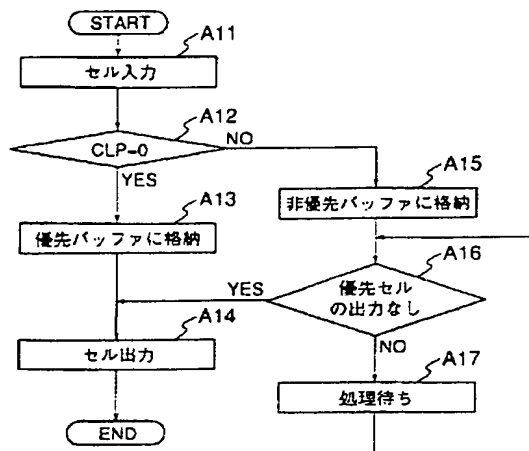 START
A11
セル入力
A12
CLP=0
NO
YES
A13
優先バッファに格納
A15
非優先バッファに格納
A16
優先セル
の出力なし
YES
NO
A14
セル出力
A17
処理待ち
END